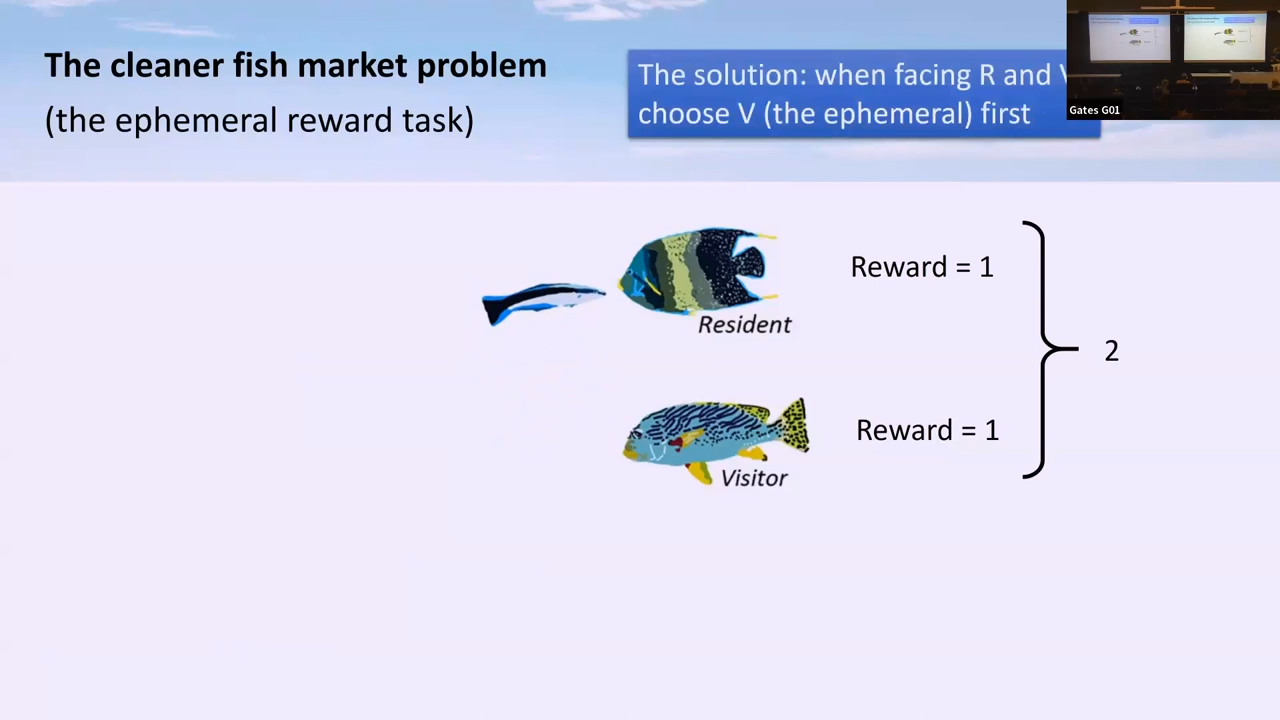 The cleaner fish market problem
(the ephemeral reward task)
The solution: when facing R and
choose V (the ephemeral) first
Gates G01
Reward = 1
Resident
2
Reward = 1
Visitor